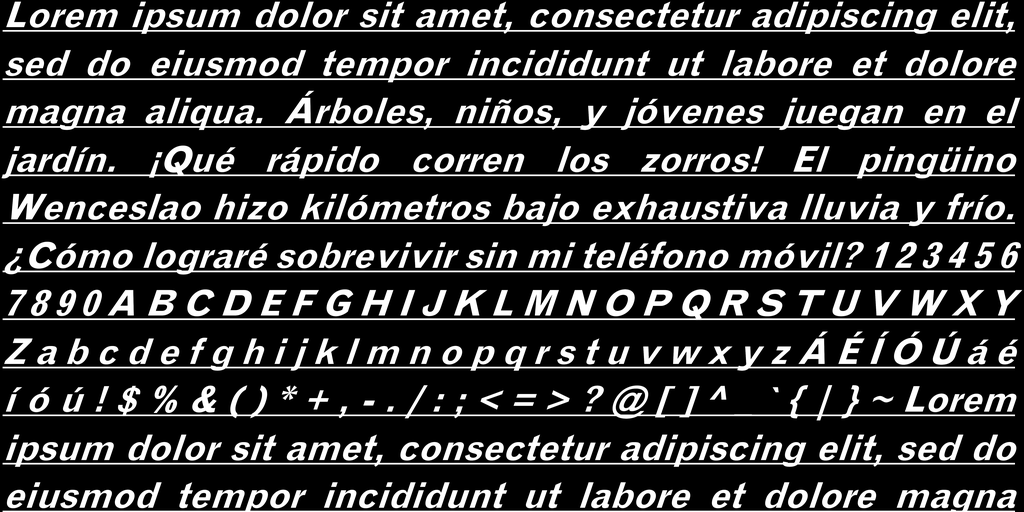 Lorem ipsum dolor sit amet, consectetur adipiscing elit,
sed do eiusmod tempor incididunt ut labore et dolore
magna aliqua. Árboles, niños, y jóvenes juegan en el
jardín. ¡Qué rápido corren los zorros! El pingüino
Wenceslao hizo kilómetros bajo exhaustiva lluvia y frío.
¿Cómo lograré sobrevivir sin mi teléfono móvil? 1 2 3 4 5 6
7 8 9 0 A B C D E F G H I J K L M N O P Q R S T U V W X Y
Z a b c d e f g h i j k l m n o p q r s t u v w x y z Á É Í Ó Ú á é
í ó ú ! $ % & ( ) * + , - . / : ; < = > ? @ [ ] ^ _ ` { | } ~ Lorem
ipsum dolor sit amet, consectetur adipiscing elit, sed do
eiusmod tempor incididunt ut labore et dolore magna